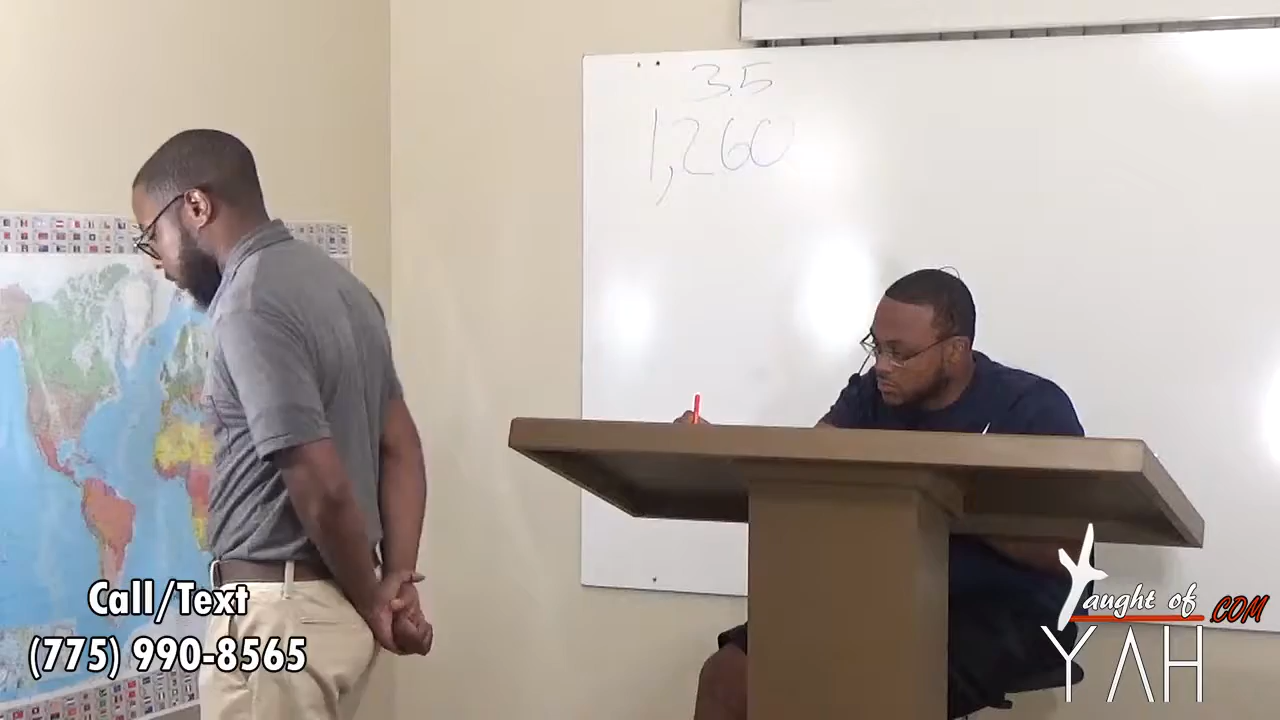 3.5
1,260
Call/Text
(775) 990-8565
Taught of .COM
YAH